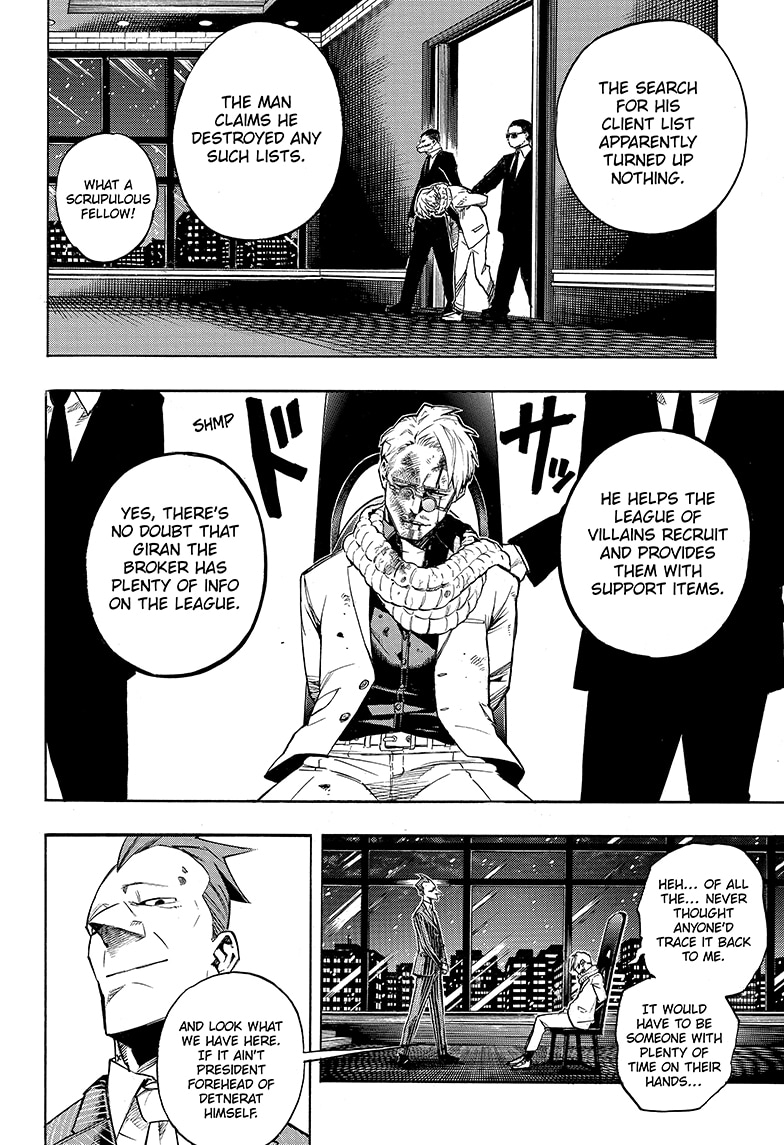 THE SEARCH
FOR HIS
CLIENT LIST
APPARENTLY
TURNED UP
NOTHING.
THE MAN
CLAIMS HE
DESTROYED ANY
SUCH LISTS.
WHAT A
SCRUPULOUS
FELLOW!
HE HELPS THE
LEAGUE OF
VILLAINS RECRUIT
AND PROVIDES
THEM WITH
SUPPORT ITEMS.
ドサッ
SHMP
YES, THERE'S
NO DOUBT THAT
GIRAN THE
BROKER HAS
PLENTY OF INFO
ON THE LEAGUE.
HEH... OF ALL
THE... NEVER
THOUGHT
ANYONE'D
TRACE IT BACK
TO ME.
IT WOULD
HAVE TO BE
SOMEONE WITH
PLENTY OF
TIME ON THEIR
HANDS...
AND LOOK WHAT
WE HAVE HERE.
IF IT AIN'T
PRESIDENT
FOREHEAD OF
DETNERAT
HIMSELF.